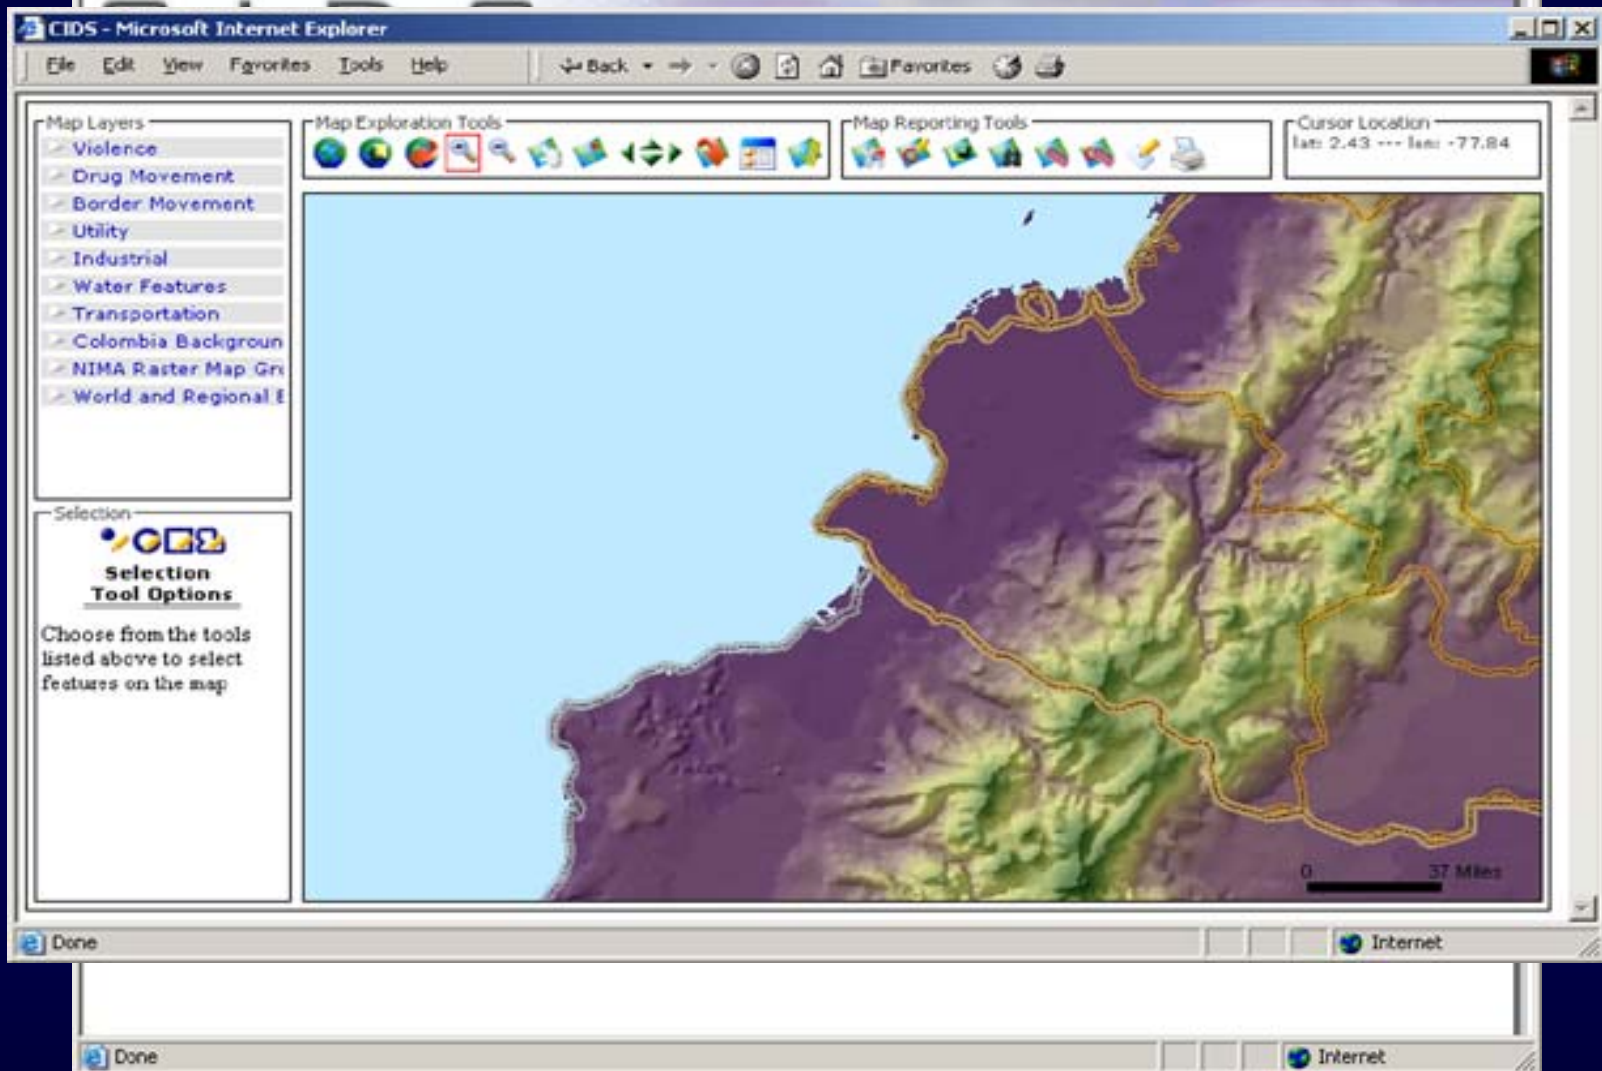 CIDS - Microsoft Internet Explorer
File Edit View Favorites Tools Help Back Favorites
Map Layers
Violence
Drug Movement
Border Movement
Utility
Industrial
Water Features
Transportation
Colombia Backgroun
NIMA Raster Map Gr
World and Regional
Map Exploration Tools
Map Reporting Tools
Cursor Location
lat: 2.43 --- lon: -77.84
Selection
Selection
Tool Options
Choose from the tools
listed above to select
features on the map
0 37 Miles
Done Internet
Done Internet